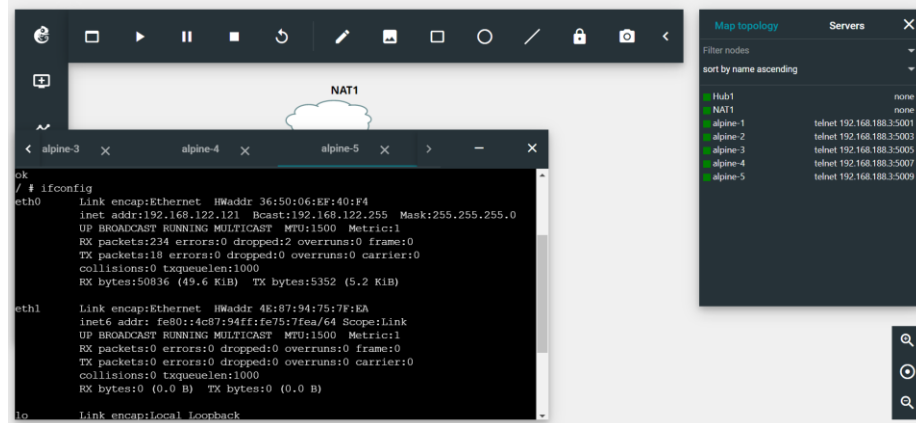 Map topology Servers
Filter nodes
sort by name ascending
Hub1 none
NAT1 none
alpine-1 telnet 192.168.188.3:5001
alpine-2 telnet 192.168.188.3:5003
alpine-3 telnet 192.168.188.3:5005
alpine-4 telnet 192.168.188.3:5007
alpine-5 telnet 192.168.188.3:5009
NAT1
alpine-3 alpine-4 alpine-5
ok
/ # ifconfig
eth0 Link encap:Ethernet HWaddr 36:50:06:EF:40:F4
inet addr:192.168.122.121 Bcast:192.168.122.255 Mask:255.255.255.0
UP BROADCAST RUNNING MULTICAST MTU:1500 Metric:1
RX packets:234 errors:0 dropped:2 overruns:0 frame:0
TX packets:18 errors:0 dropped:0 overruns:0 carrier:0
collisions:0 txqueuelen:1000
RX bytes:50836 (49.6 KiB) TX bytes:5352 (5.2 KiB)
eth1 Link encap:Ethernet HWaddr 4E:87:94:75:7F:EA
inet6 addr: fe80::4c87:94ff:fe75:7fea/64 Scope:Link
UP BROADCAST RUNNING MULTICAST MTU:1500 Metric:1
RX packets:0 errors:0 dropped:0 overruns:0 frame:0
TX packets:0 errors:0 dropped:0 overruns:0 carrier:0
collisions:0 txqueuelen:1000
RX bytes:0 (0.0 B) TX bytes:0 (0.0 B)
lo Link encap:Local Loopback